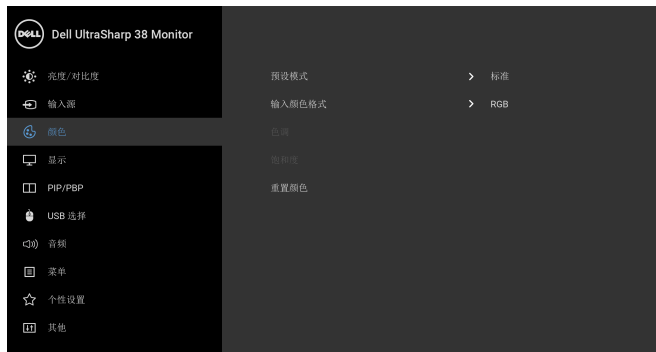 DELL Dell UltraSharp 38 Monitor
亮度/对比度
预设模式 > 标准
输入源
输入颜色格式 > RGB
颜色
色调
显示
饱和度
PIP/PBP
重置颜色
USB 选择
音频
菜单
个性设置
其他